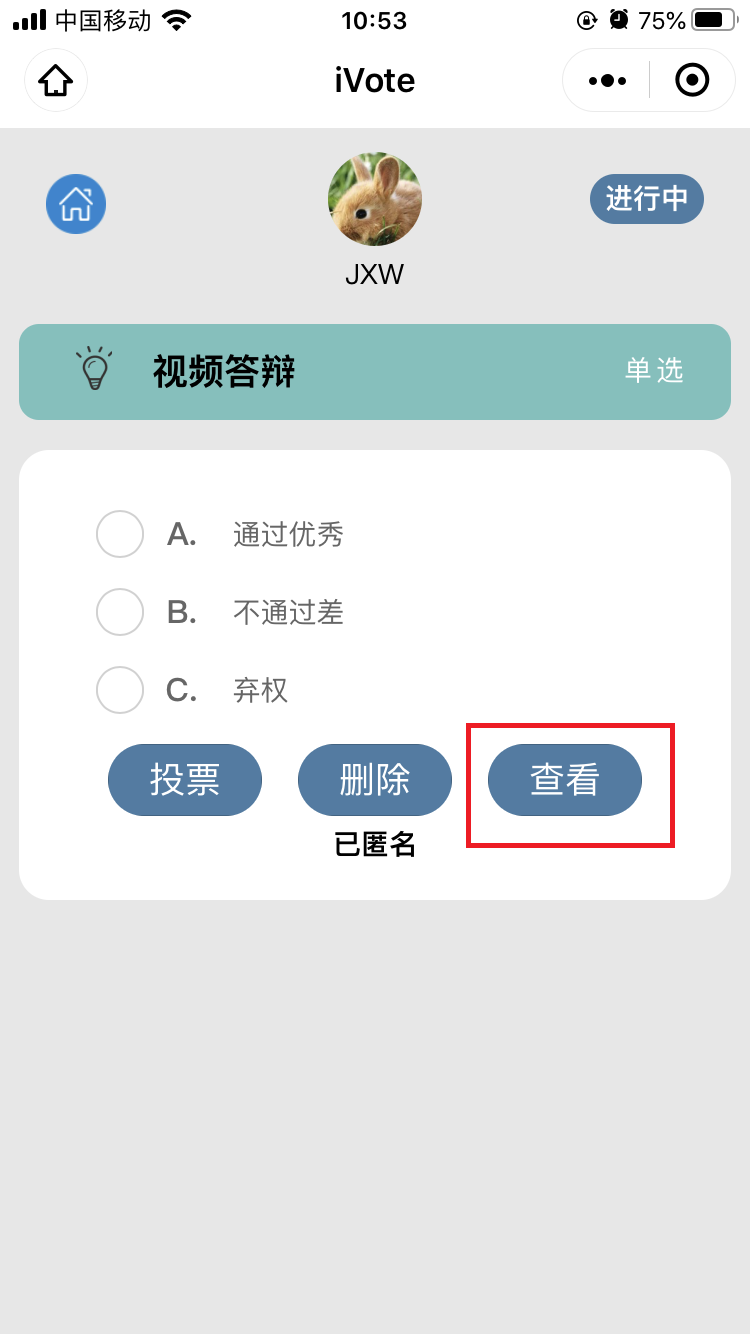 中国移动 10:53 75%
iVote
进行中
JXW
视频答辩 单选
A. 通过优秀
B. 不通过差
C. 弃权
投票 删除 查看
已匿名